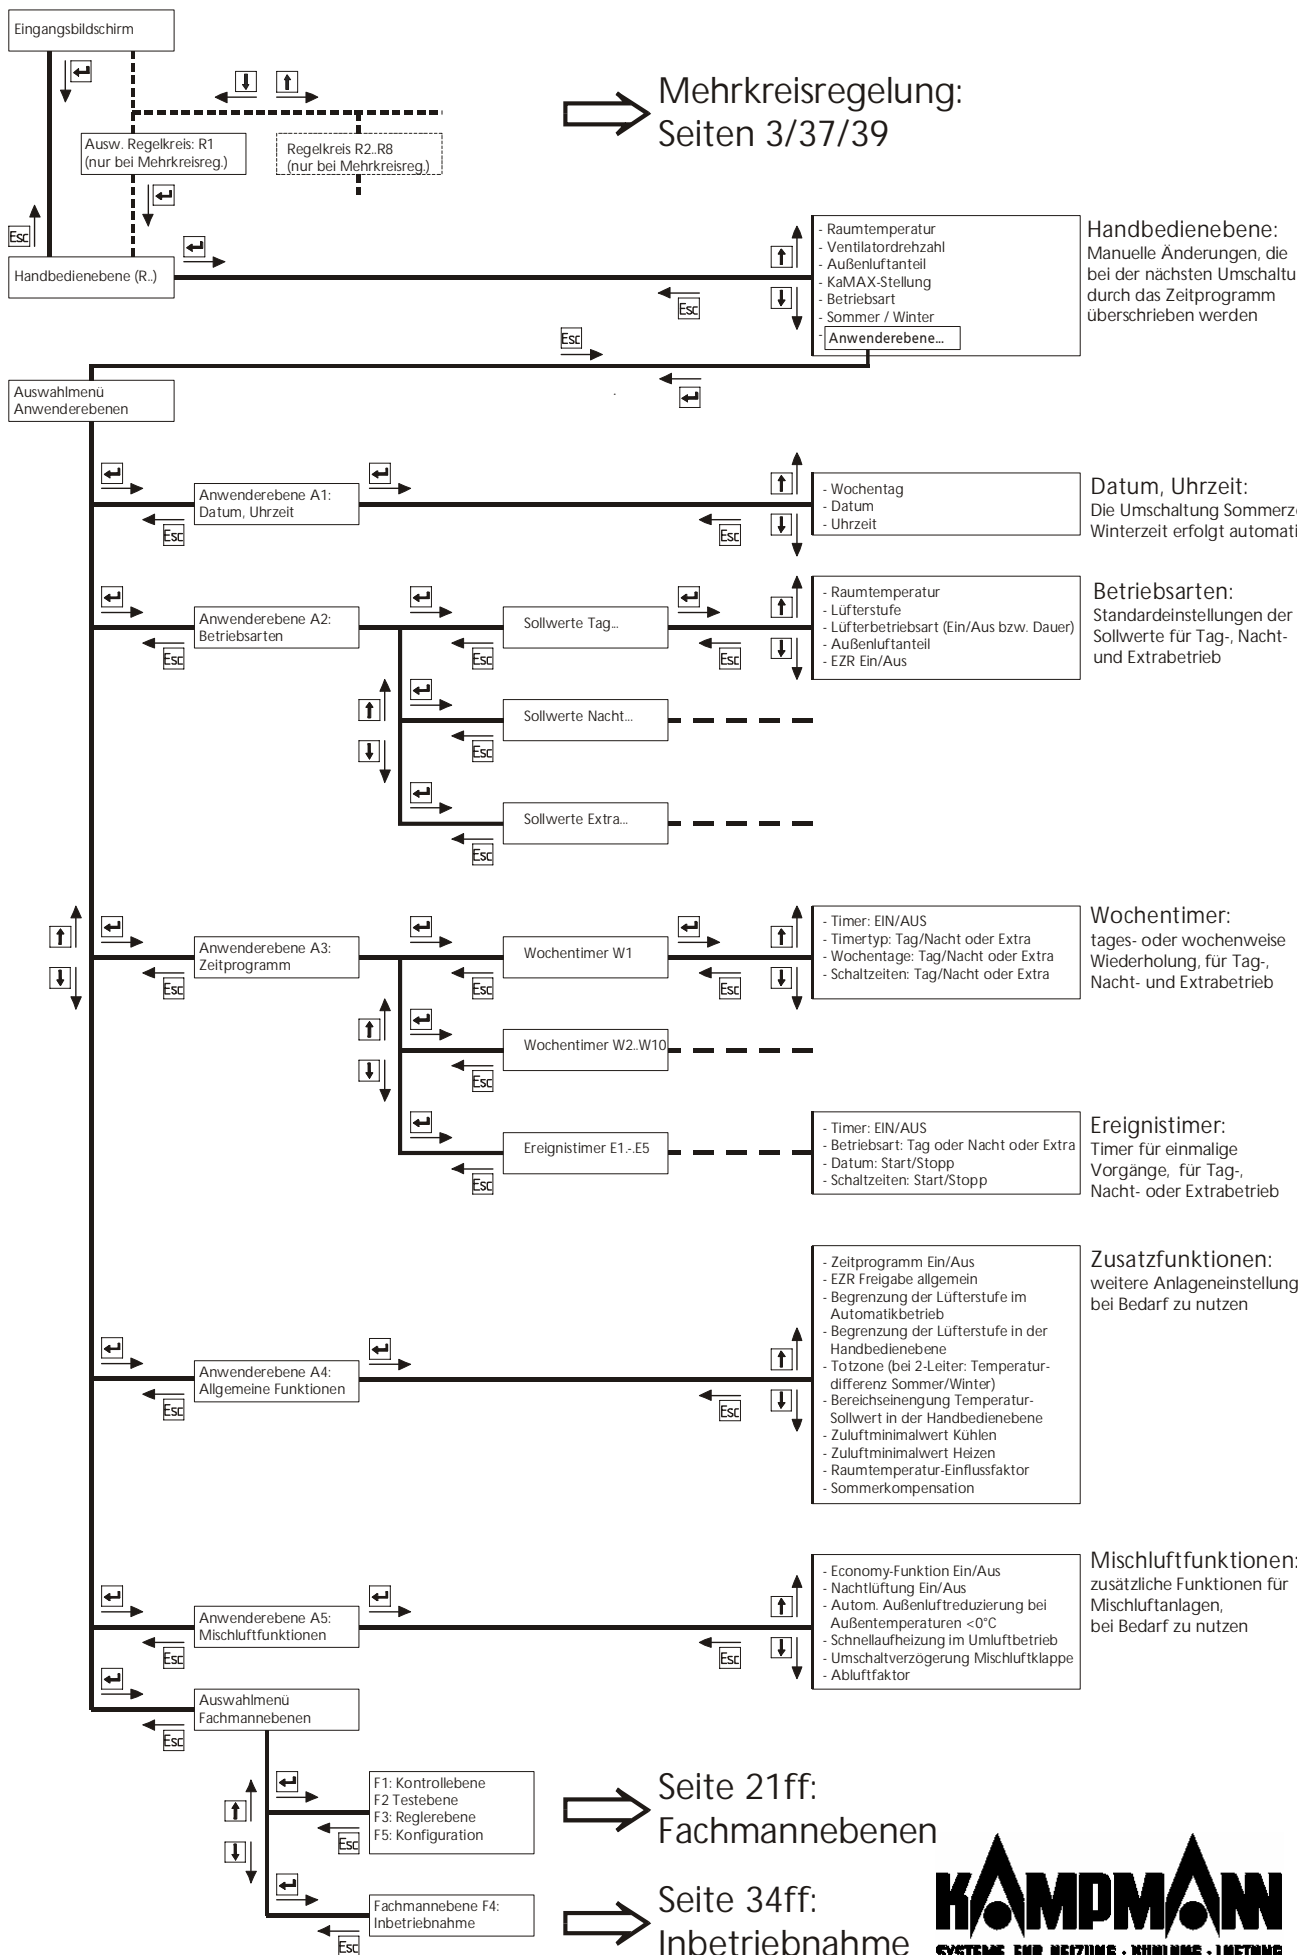 Eingangsbildschirm
Mehrkreisregelung:
Seiten 3/37/39
Ausw. Regelkreis: R1
(nur bei Mehrkreisreg.)
Regelkreis R2..R8
(nur bei Mehrkreisreg.)
Esc
Handbedienebene (R..)
Esc
- Raumtemperatur
- Ventilatordrehzahl
- Außenluftanteil
- KaMAX-Stellung
- Betriebsart
- Sommer / Winter
- Anwenderebene...
Handbedienebene:
Manuelle Änderungen, die
bei der nächsten Umschaltu
durch das Zeitprogramm
überschrieben werden
Esc
Auswahlmenü
Anwenderebenen
Anwenderebene A1:
Datum, Uhrzeit
Esc
Esc
- Wochentag
- Datum
- Uhrzeit
Datum, Uhrzeit:
Die Umschaltung Sommerze
Winterzeit erfolgt automati
Anwenderebene A2:
Betriebsarten
Esc
Sollwerte Tag...
Esc
Esc
- Raumtemperatur
- Lüfterstufe
- Lüfterbetriebsart (Ein/Aus bzw. Dauer)
- Außenluftanteil
- EZR Ein/Aus
Betriebsarten:
Standardeinstellungen der
Sollwerte für Tag-, Nacht-
und Extrabetrieb
Sollwerte Nacht...
Esc
Sollwerte Extra...
Esc
Anwenderebene A3:
Zeitprogramm
Esc
Wochentimer W1
Esc
Esc
- Timer: EIN/AUS
- Timertyp: Tag/Nacht oder Extra
- Wochentage: Tag/Nacht oder Extra
- Schaltzeiten: Tag/Nacht oder Extra
Wochentimer:
tages- oder wochenweise
Wiederholung, für Tag-,
Nacht- und Extrabetrieb
Wochentimer W2..W10
Esc
Ereignistimer E1.-.E5
Esc
- Timer: EIN/AUS
- Betriebsart: Tag oder Nacht oder Extra
- Datum: Start/Stopp
- Schaltzeiten: Start/Stopp
Ereignistimer:
Timer für einmalige
Vorgänge, für Tag-,
Nacht- oder Extrabetrieb
Anwenderebene A4:
Allgemeine Funktionen
Esc
Esc
- Zeitprogramm Ein/Aus
- EZR Freigabe allgemein
- Begrenzung der Lüfterstufe im
Automatikbetrieb
- Begrenzung der Lüfterstufe in der
Handbedienebene
- Totzone (bei 2-Leiter: Temperatur-
differenz Sommer/Winter)
- Bereichseinengung Temperatur-
Sollwert in der Handbedienebene
- Zuluftminimalwert Kühlen
- Zuluftminimalwert Heizen
- Raumtemperatur-Einflussfaktor
- Sommerkompensation
Zusatzfunktionen:
weitere Anlageneinstellung
bei Bedarf zu nutzen
Anwenderebene A5:
Mischluftfunktionen
Esc
Esc
- Economy-Funktion Ein/Aus
- Nachtlüftung Ein/Aus
- Autom. Außenluftreduzierung bei
Außentemperaturen <0°C
- Schnellaufheizung im Umluftbetrieb
- Umschaltverzögerung Mischluftklappe
- Abluftfaktor
Mischluftfunktionen:
zusätzliche Funktionen für
Mischluftanlagen,
bei Bedarf zu nutzen
Auswahlmenü
Fachmannebenen
Esc
F1: Kontrollebene
F2 Testebene
F3: Reglerebene
F5: Konfiguration
Esc
Seite 21ff:
Fachmannebenen
Fachmannebene F4:
Inbetriebnahme
Esc
Seite 34ff:
Inbetriebnahme
KAMPMANN
SYSTEME FÜR HEIZUNG · KÜHLUNG · LÜFTUNG